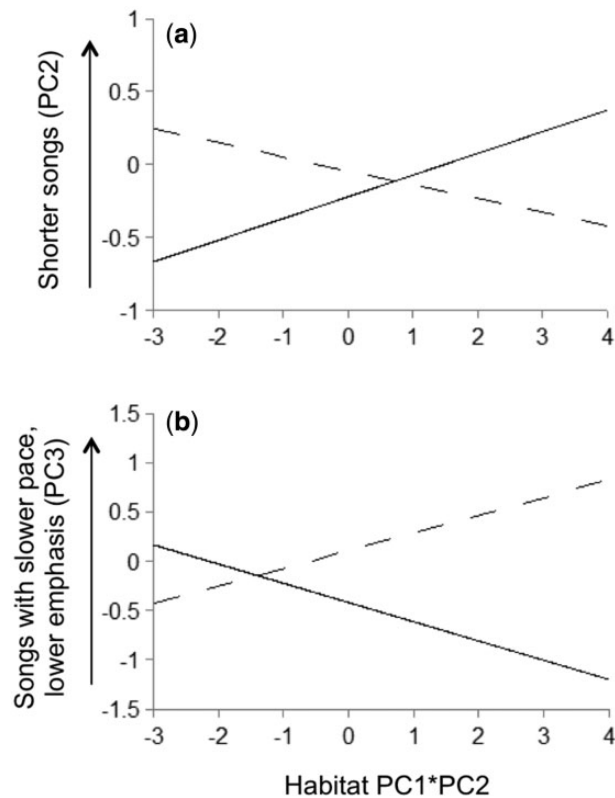 (a)
Shorter songs (PC2)
1
0.5
0
-0.5
-1
-3 -2 -1 0 1 2 3 4
(b)
Songs with slower pace,
lower emphasis (PC3)
1.5
1
0.5
0
-0.5
-1
-1.5
-3 -2 -1 0 1 2 3 4
Habitat PC1*PC2